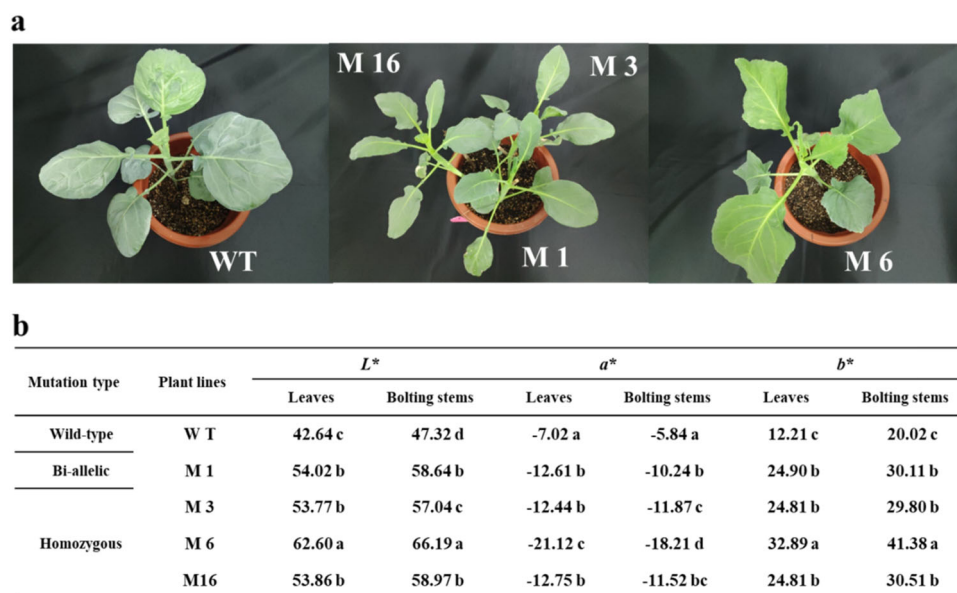 a
WT
M 16
M 3
M 1
M 6
b
Mutation type Plant lines L* a* b*
Leaves Bolting stems Leaves Bolting stems Leaves Bolting stems
Wild-type W T 42.64 c 47.32 d -7.02 a -5.84 a 12.21 c 20.02 c
Bi-allelic M 1 54.02 b 58.64 b -12.61 b -10.24 b 24.90 b 30.11 b
M 3 53.77 b 57.04 c -12.44 b -11.87 c 24.81 b 29.80 b
Homozygous M 6 62.60 a 66.19 a -21.12 c -18.21 d 32.89 a 41.38 a
M16 53.86 b 58.97 b -12.75 b -11.52 bc 24.81 b 30.51 b